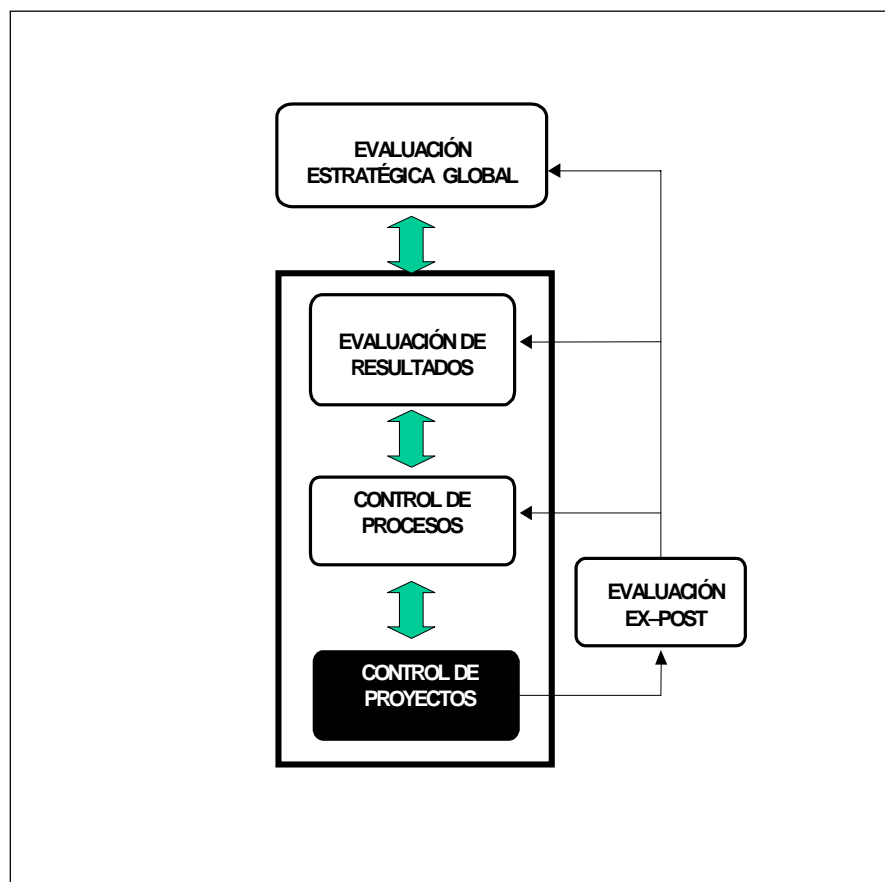 EVALUACIÓN
ESTRATÉGICA GLOBAL
EVALUACIÓN DE
RESULTADOS
CONTROL DE
PROCESOS
EVALUACIÓN
EX–POST
CONTROL DE
PROYECTOS